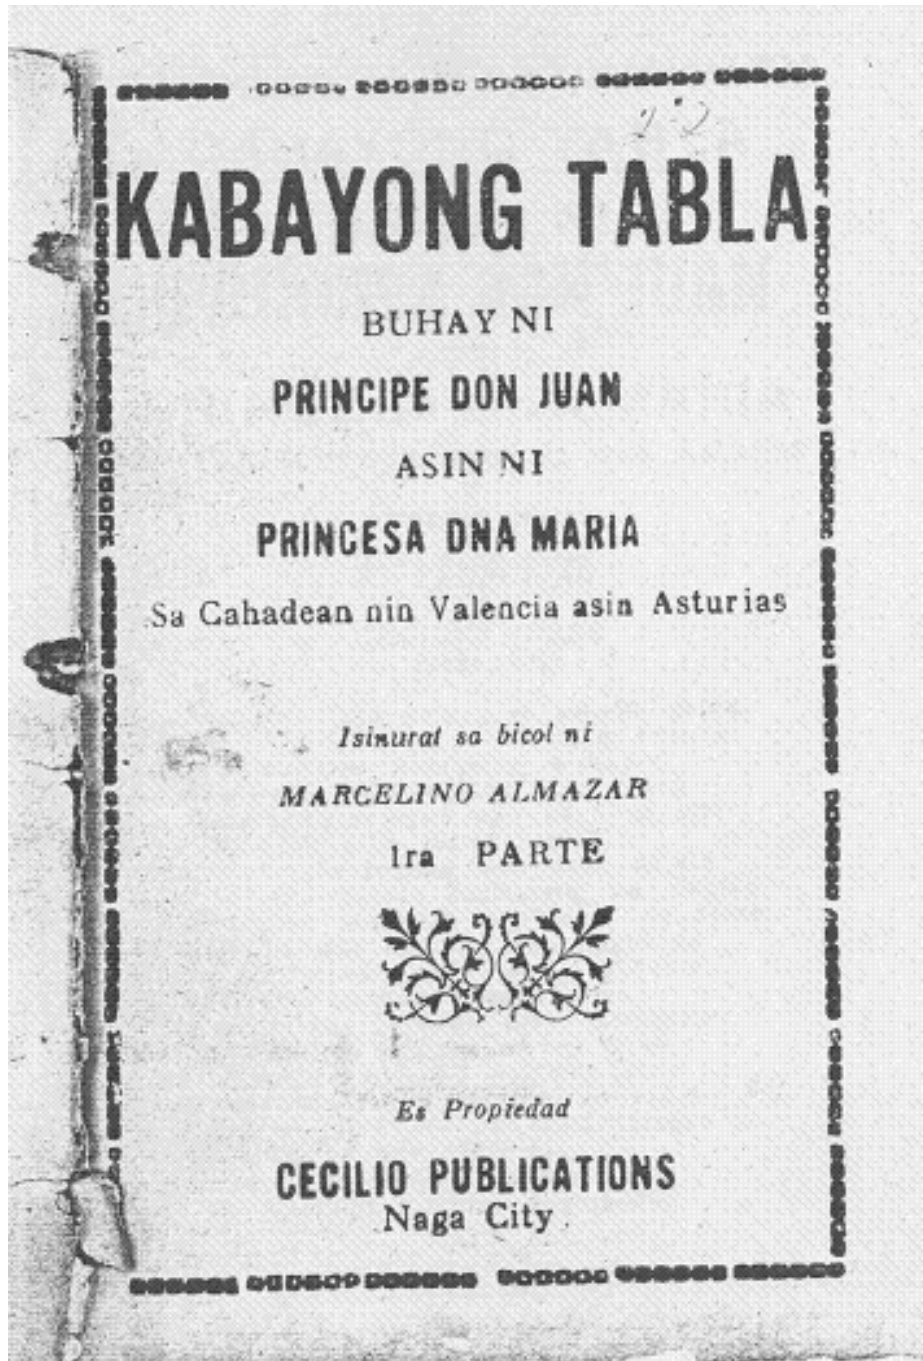 KABAYONG TABLA
BUHAY NI
PRINCIPE DON JUAN
ASIN NI
PRINCESA DNA MARIA
Sa Cahadean nin Valencia asin Asturias
Isinurat sa bicol ni
MARCELINO ALMAZAR
1ra PARTE
Es Propiedad
CECILIO PUBLICATIONS
Naga City